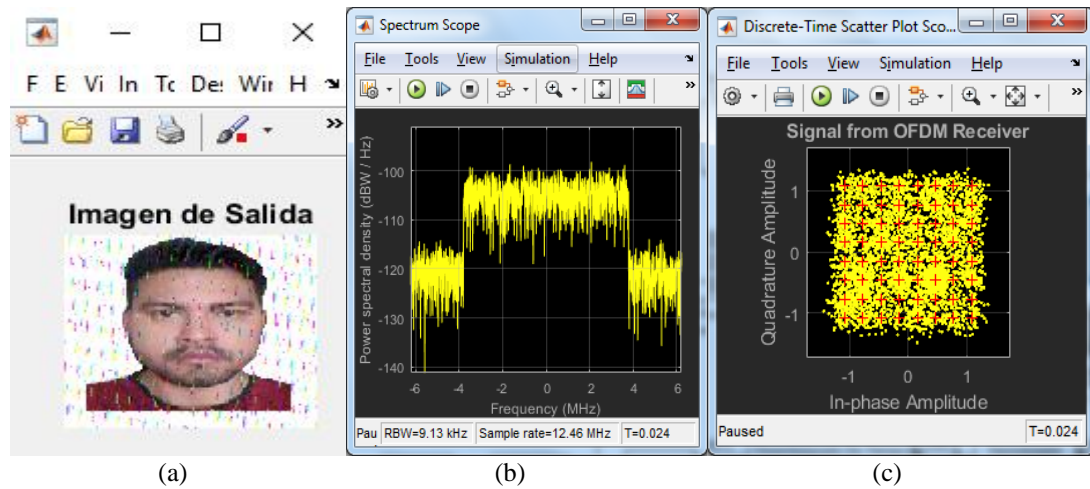 F E Vi In Tc De: Wir H
Imagen de Salida
(a)
Spectrum Scope
File Tools View Simulation Help
Power spectral density (dBW / Hz)
-100
-110
-120
-130
-140
-6 -4 -2 0 2 4 6
Frequency (MHz)
Pau RBW=9.13 kHz Sample rate=12.46 MHz T=0.024
(b)
Discrete-Time Scatter Plot Sco...
File Tools View Simulation Help
Signal from OFDM Receiver
Quadrature Amplitude
1
0
-1
-1 0 1
In-phase Amplitude
Paused T=0.024
(c)